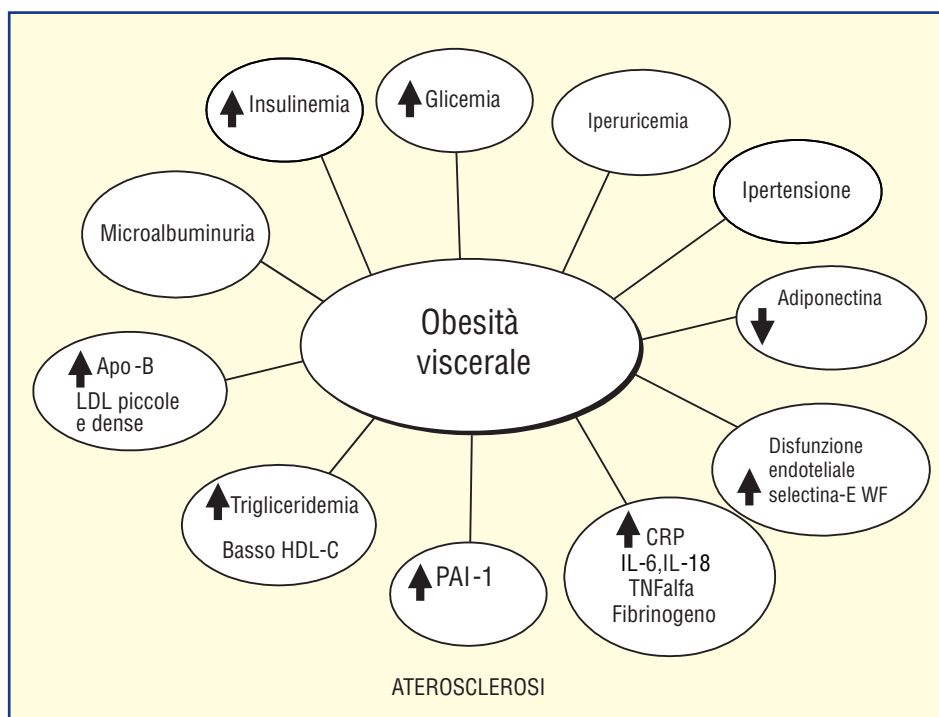 Insulinemia
Glicemia
Iperuricemia
Ipertensione
Microalbuminuria
Adiponectina
Obesità
viscerale
Apo-B
LDL piccole
e dense
Disfunzione
endoteliale
selectina-E WF
Trigliceridemia
Basso HDL-C
PAI-1
CRP
IL-6,IL-18
TNFalfa
Fibrinogeno
ATEROSCLEROSI